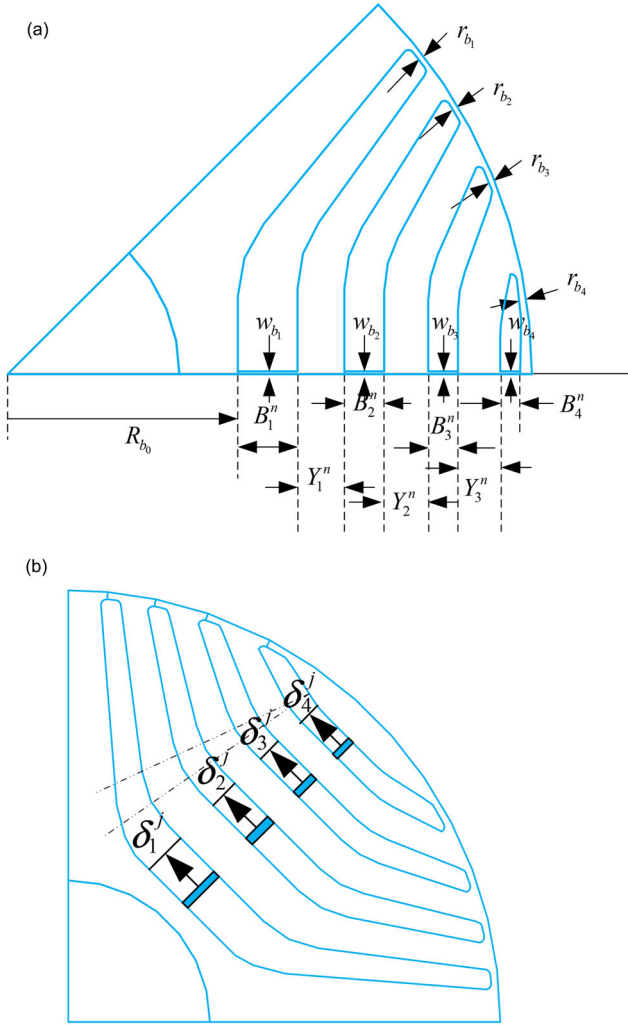 (a)
r_{b_1}
r_{b_2}
r_{b_3}
r_{b_4}
w_{b_1} w_{b_2} w_{b_3} w_{b_4}
R_{b_0} B_1^n B_2^n B_3^n B_4^n
Y_1^n Y_2^n Y_3^n
(b)
δ_4^j
δ_3^j
δ_2^j
δ_1^j